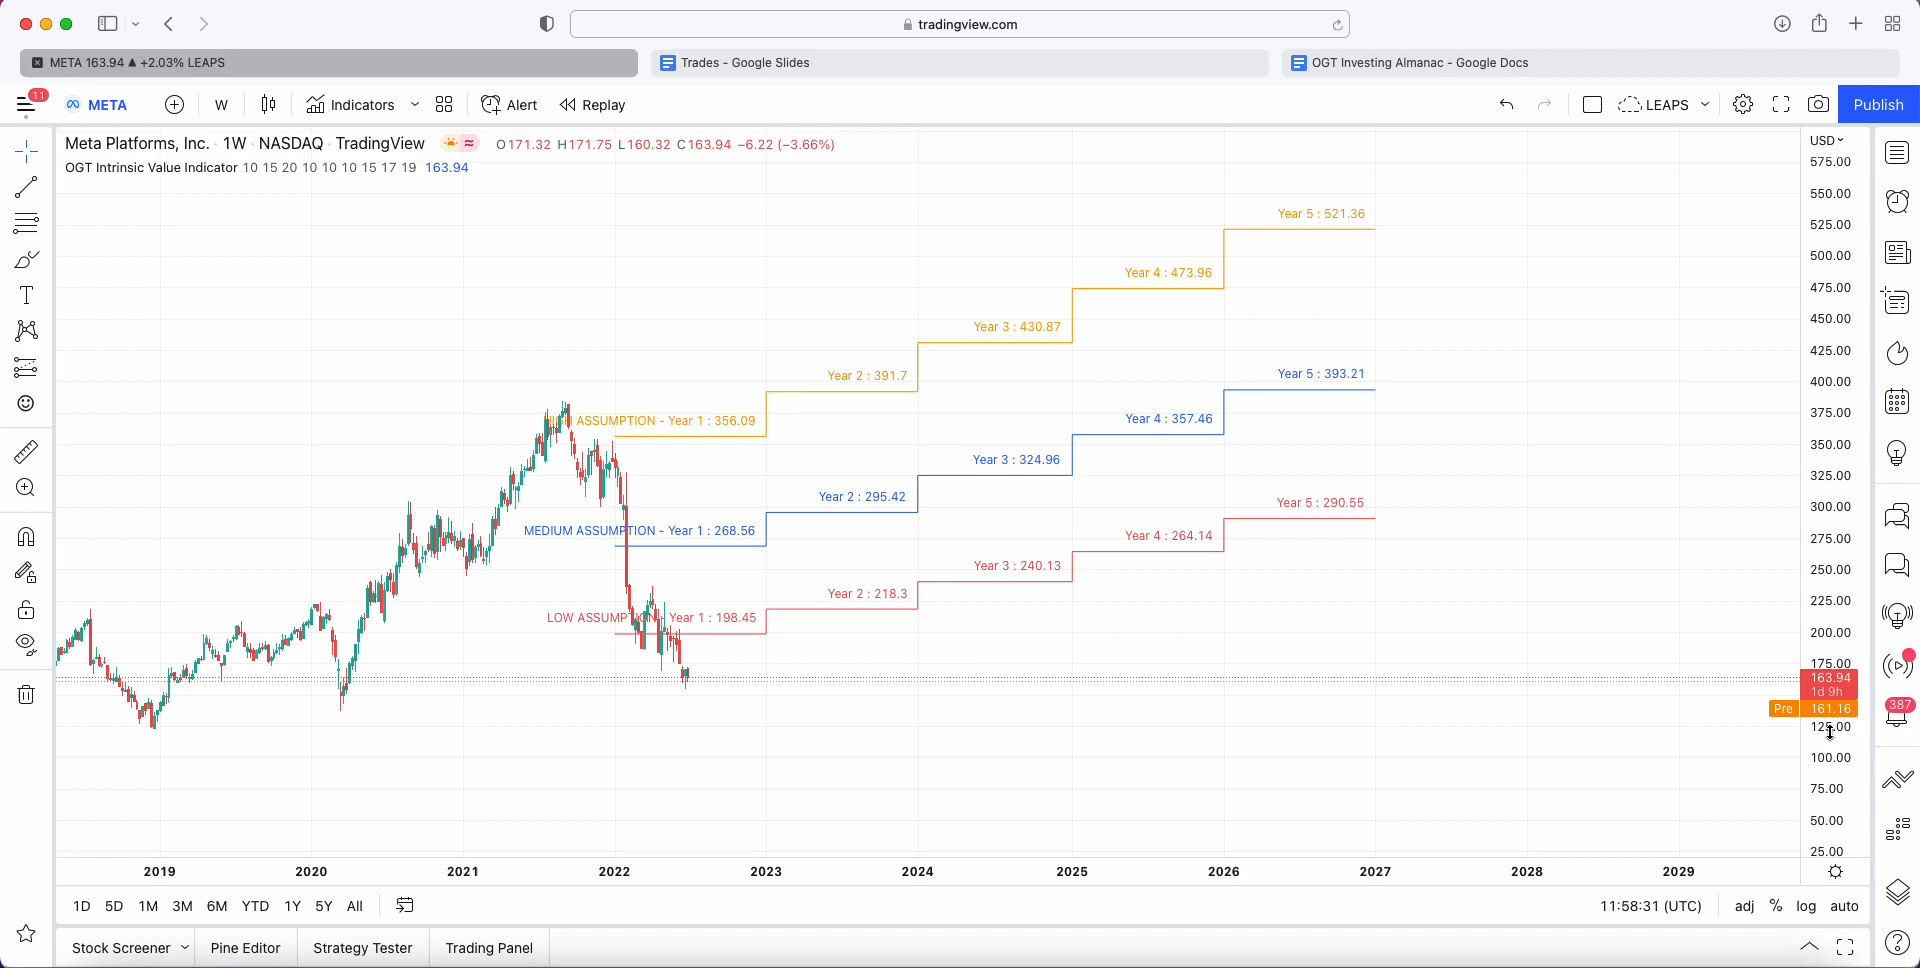 tradingview.com
META 163.94 ▲ +2.03% LEAPS
Trades - Google Slides
OGT Investing Almanac - Google Docs
11
META
W
Indicators
Alert
Replay
LEAPS
Publish
Meta Platforms, Inc. · 1W · NASDAQ · TradingView
O171.32 H171.75 L160.32 C163.94 −6.22 (−3.66%)
USD
OGT Intrinsic Value Indicator 10 15 20 10 10 10 15 17 19 163.94
575.00
550.00
Year 5 : 521.36
525.00
500.00
Year 4 : 473.96
475.00
450.00
Year 3 : 430.87
425.00
400.00
Year 2 : 391.7
Year 5 : 393.21
375.00
ASSUMPTION - Year 1 : 356.09
Year 4 : 357.46
350.00
Year 3 : 324.96
325.00
Year 2 : 295.42
Year 5 : 290.55
300.00
MEDIUM ASSUMPTION - Year 1 : 268.56
Year 4 : 264.14
275.00
Year 3 : 240.13
250.00
Year 2 : 218.3
225.00
LOW ASSUMPTION - Year 1 : 198.45
200.00
175.00
163.94
1d 9h
Pre 161.16
125.00
387
100.00
75.00
50.00
25.00
2019 2020 2021 2022 2023 2024 2025 2026 2027 2028 2029
1D 5D 1M 3M 6M YTD 1Y 5Y All
11:58:31 (UTC)
adj % log auto
Stock Screener
Pine Editor
Strategy Tester
Trading Panel